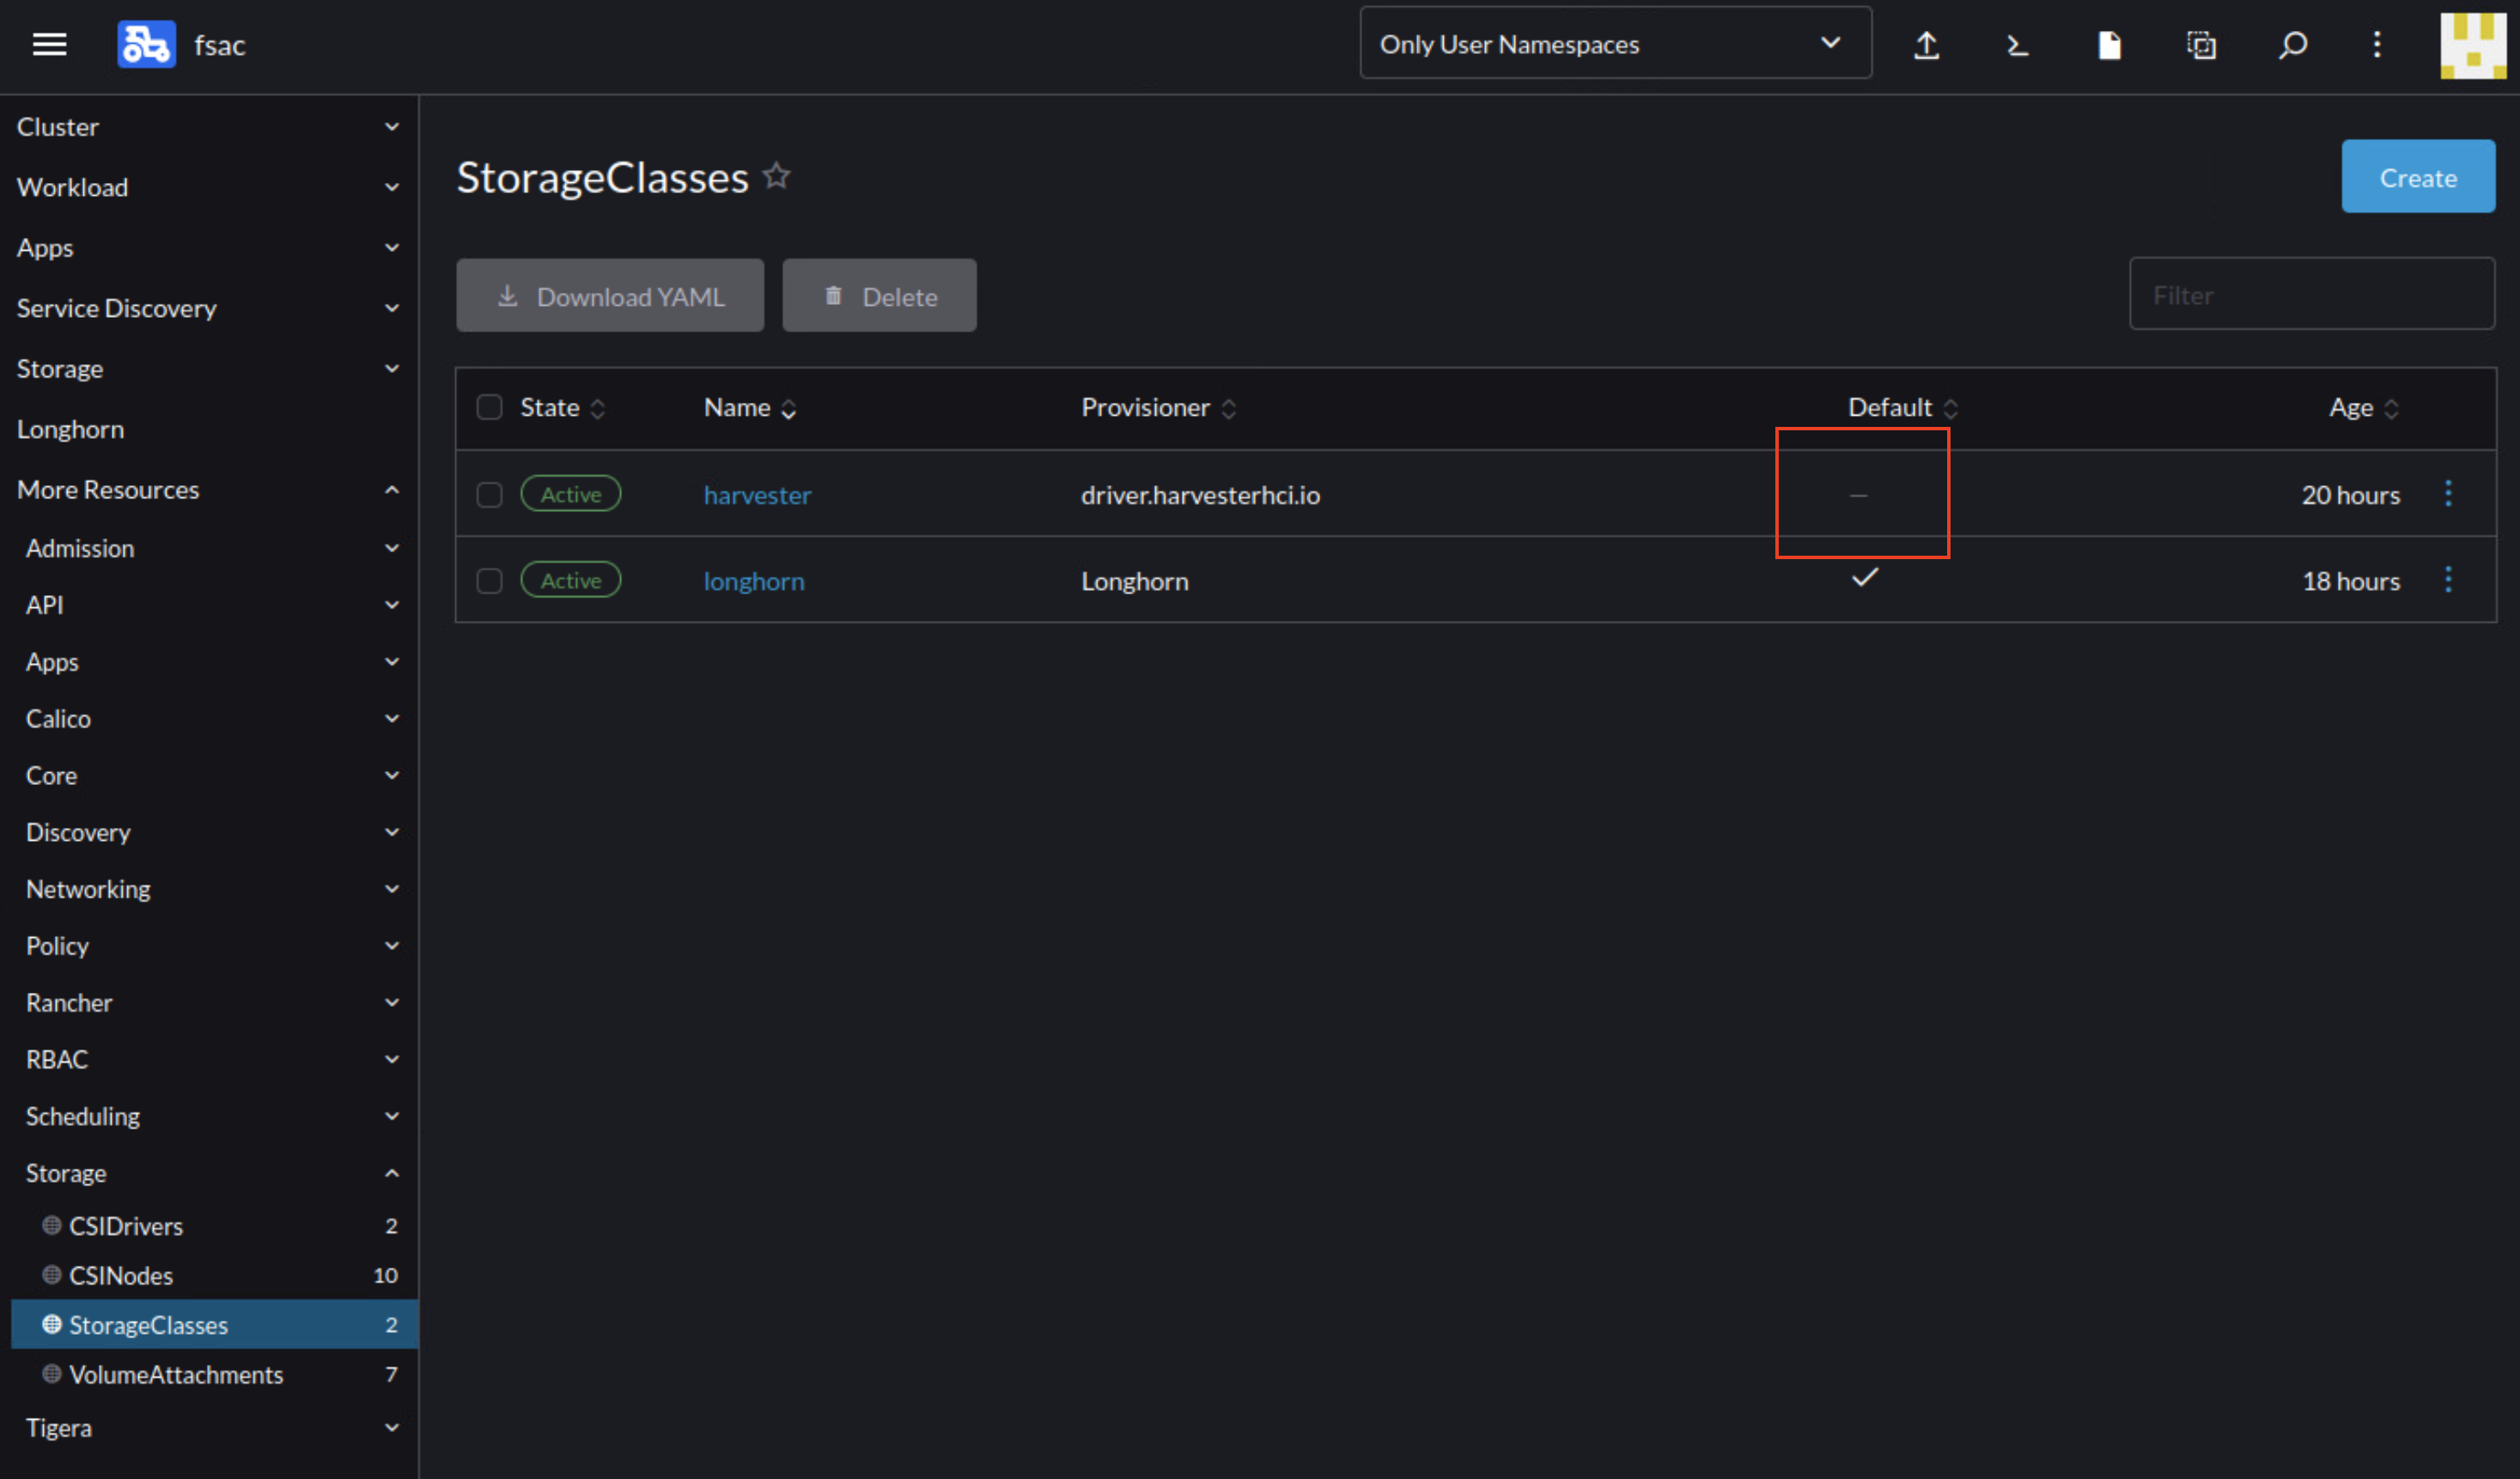 fsac
Only User Namespaces
Cluster
Workload
Apps
Service Discovery
Storage
Longhorn
More Resources
Admission
API
Apps
Calico
Core
Discovery
Networking
Policy
Rancher
RBAC
Scheduling
Storage
CSIDrivers 2
CSINodes 10
StorageClasses 2
VolumeAttachments 7
Tigera
StorageClasses
Create
Download YAML Delete
Filter
State Name Provisioner Default Age
Active harvester driver.harvesterhci.io — 20 hours
Active longhorn Longhorn ✓ 18 hours